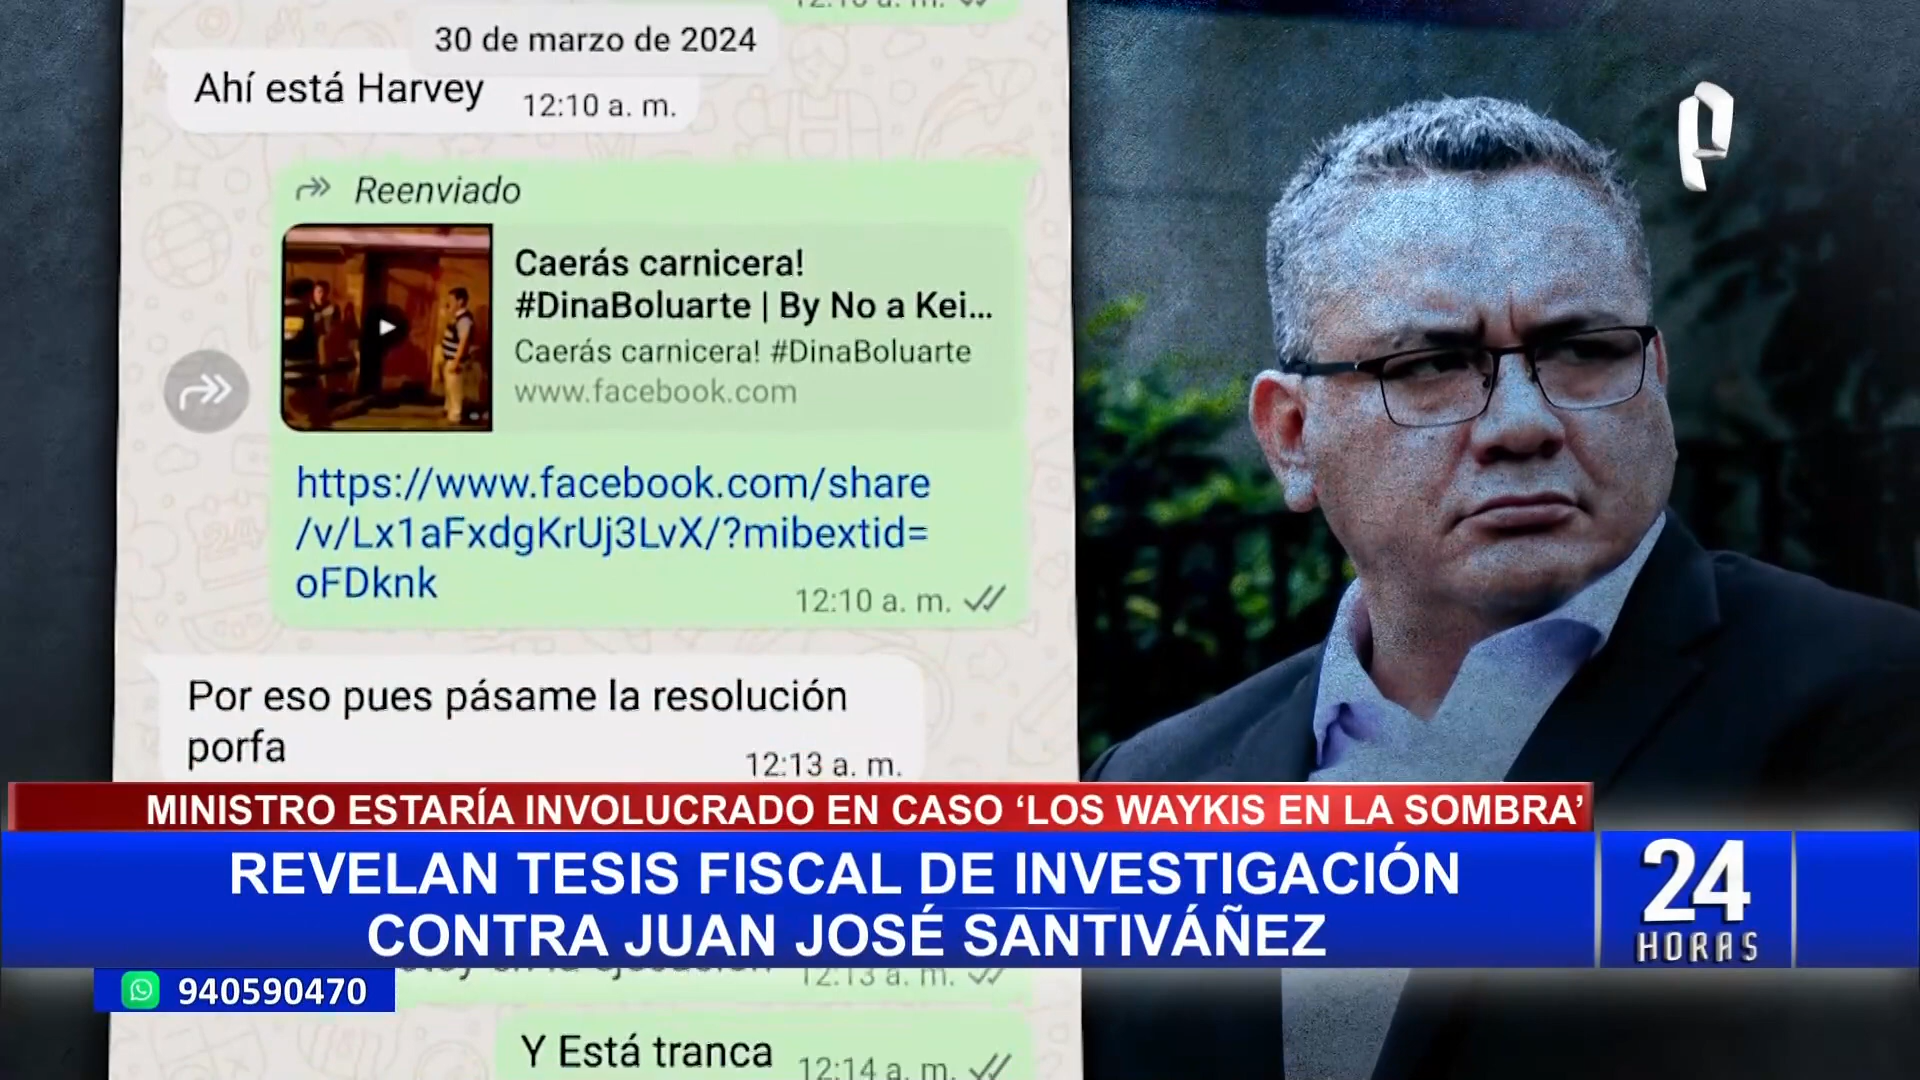 30 de marzo de 2024
Ahí está Harvey 12:10 a. m.
Reenviado
Caerás carnicera!
#DinaBoluarte | By No a Kei...
Caerás carnicera! #DinaBoluarte
www.facebook.com
https://www.facebook.com/share
/v/Lx1aFxdgKrUj3LvX/?mibextid=
oFDknk
12:10 a. m.
Por eso pues pásame la resolución
porfa
12:13 a. m.
MINISTRO ESTARÍA INVOLUCRADO EN CASO ‘LOS WAYKIS EN LA SOMBRA’
REVELAN TESIS FISCAL DE INVESTIGACIÓN
CONTRA JUAN JOSÉ SANTIVÁÑEZ
24
HORAS
940590470
12:13 a. m.
Y Está tranca 12:14 a. m.